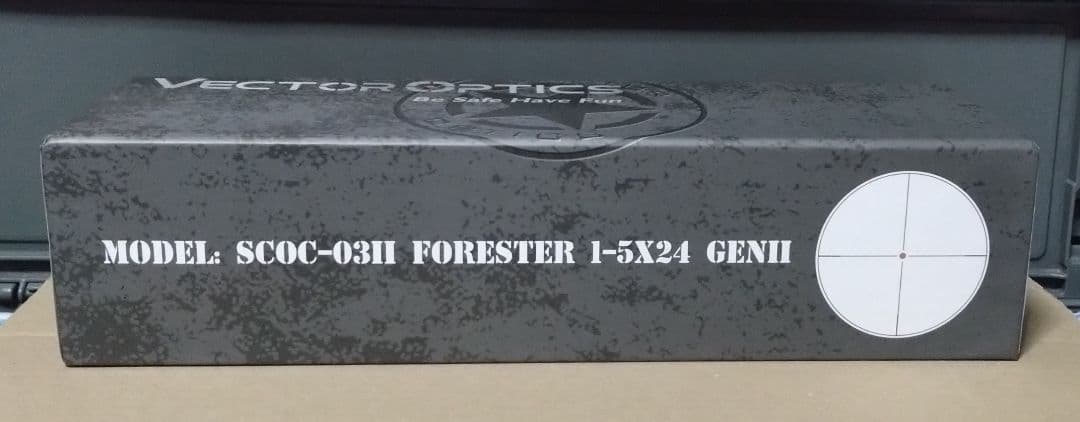 VECTOR OPTICS
Be Safe Have Fun
MODEL: SCOC-03II FORESTER 1-5X24 GENII